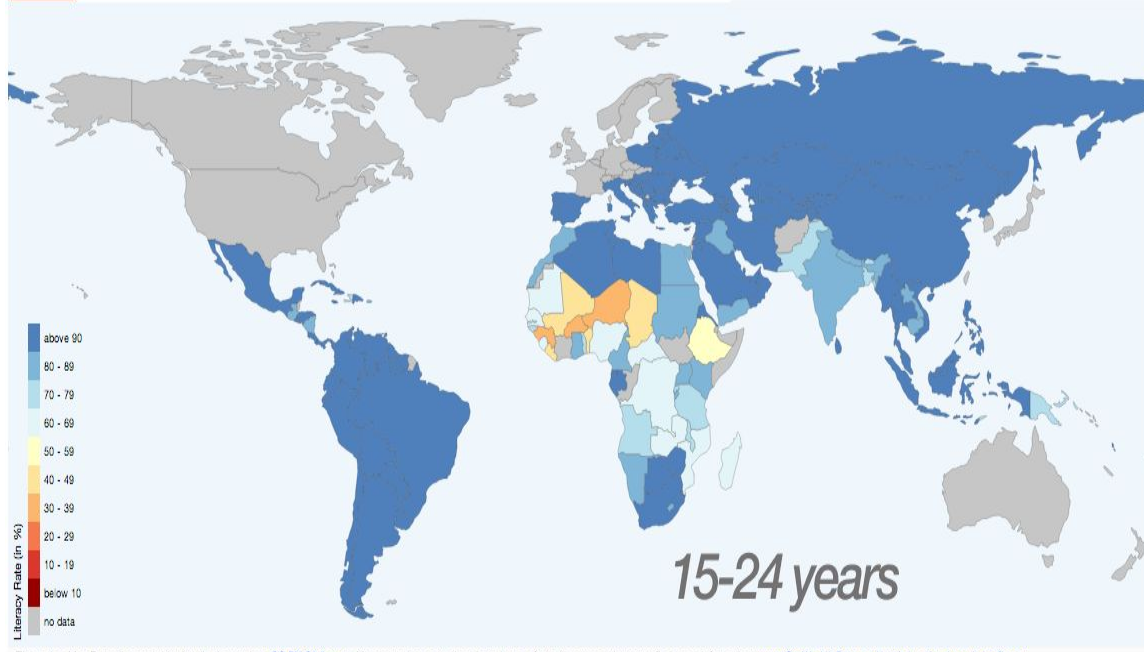 above 90
80 - 89
70 - 79
60 - 69
50 - 59
40 - 49
30 - 39
20 - 29
10 - 19
below 10
no data
Literacy Rate (in %)
15-24 years